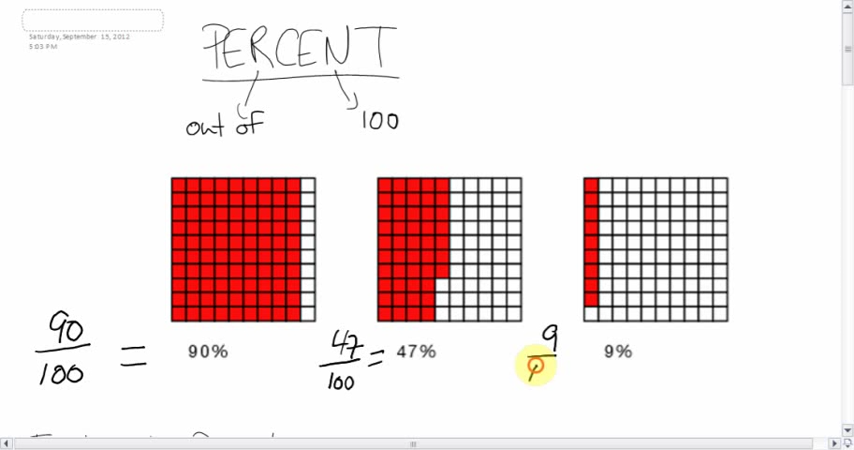 Saturday, September 15, 2012
5:03 PM
PERCENT
out of
100
90
100
=
90%
47
100
=
47%
9
9%